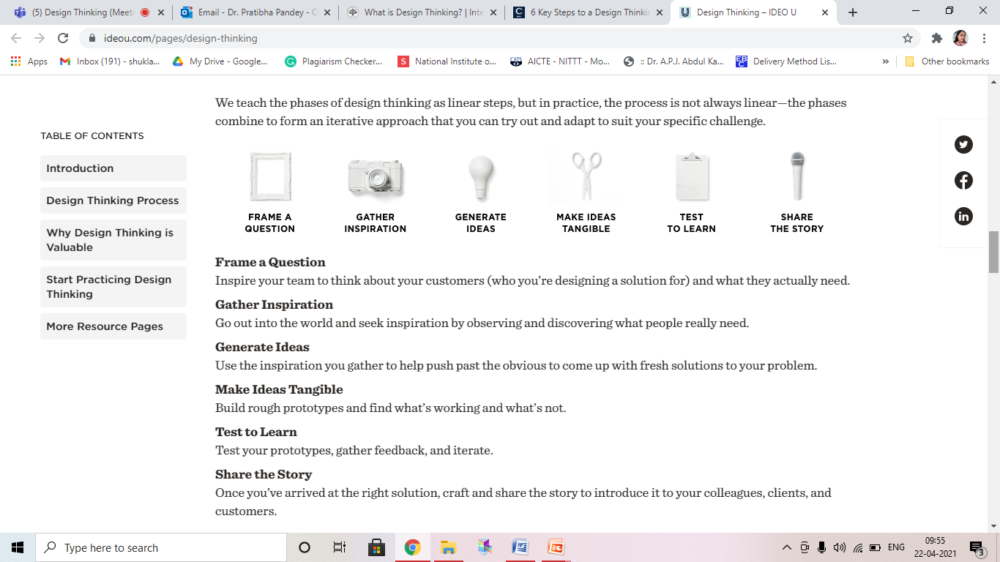 (5) Design Thinking (Meeti
Email - Dr. Pratibha Pandey - O
What is Design Thinking? | Inte
6 Key Steps to a Design Thinkin
Design Thinking – IDEO U
ideou.com/pages/design-thinking
Apps
Inbox (191) - shukla...
My Drive - Google...
Plagiarism Checker...
National Institute o...
AICTE - NITTT - Mo...
:: Dr. A.P.J. Abdul Ka...
Delivery Method Lis...
»
Other bookmarks
We teach the phases of design thinking as linear steps, but in practice, the process is not always linear—the phases
combine to form an iterative approach that you can try out and adapt to suit your specific challenge.
TABLE OF CONTENTS
Introduction
Design Thinking Process
Why Design Thinking is
Valuable
Start Practicing Design
Thinking
More Resource Pages
FRAME A
QUESTION
GATHER
INSPIRATION
GENERATE
IDEAS
MAKE IDEAS
TANGIBLE
TEST
TO LEARN
SHARE
THE STORY
Frame a Question
Inspire your team to think about your customers (who you’re designing a solution for) and what they actually need.
Gather Inspiration
Go out into the world and seek inspiration by observing and discovering what people really need.
Generate Ideas
Use the inspiration you gather to help push past the obvious to come up with fresh solutions to your problem.
Make Ideas Tangible
Build rough prototypes and find what’s working and what’s not.
Test to Learn
Test your prototypes, gather feedback, and iterate.
Share the Story
Once you’ve arrived at the right solution, craft and share the story to introduce it to your colleagues, clients, and
customers.
Type here to search
ENG
09:55
22-04-2021
3